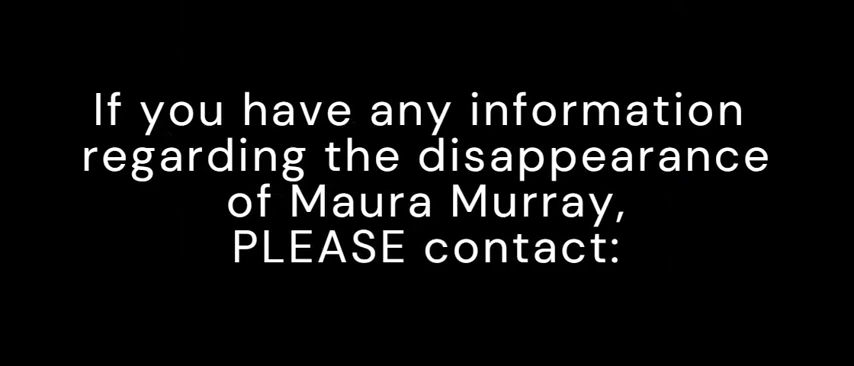 If you have any information
regarding the disappearance
of Maura Murray,
PLEASE contact: